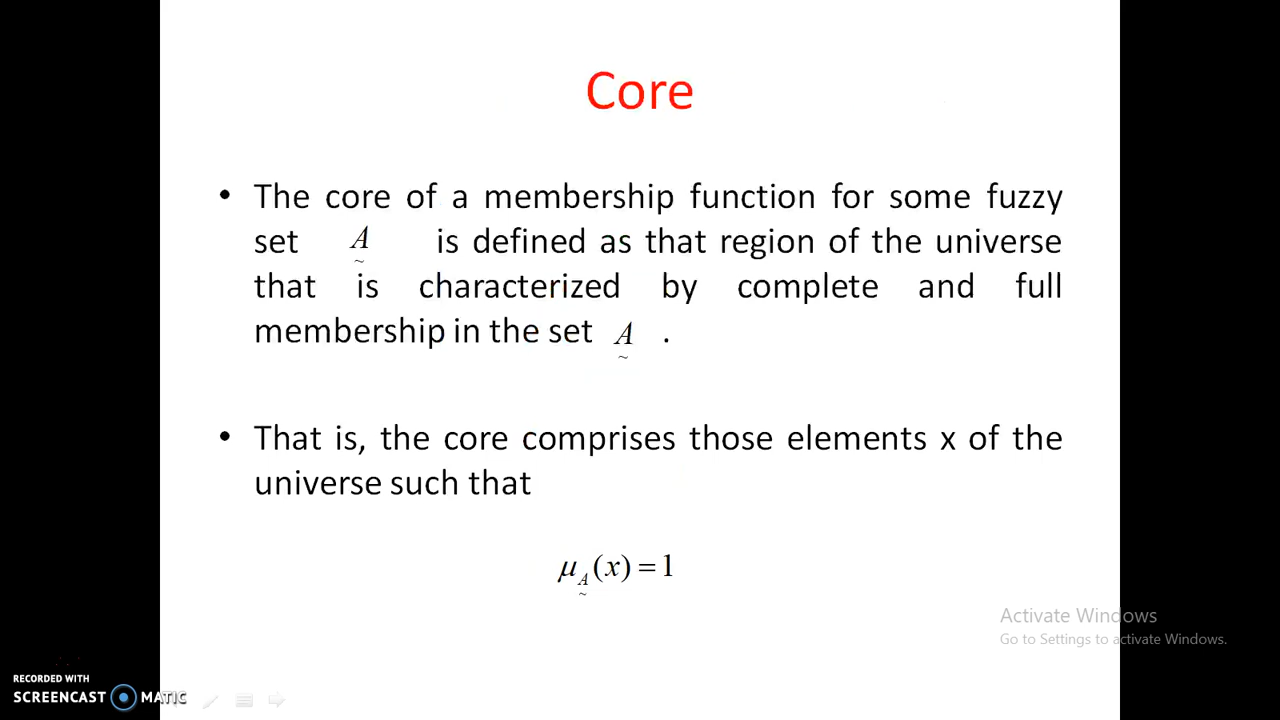 Core
• The core of a membership function for some fuzzy
set A̰ is defined as that region of the universe
that is characterized by complete and full
membership in the set A̰ .
• That is, the core comprises those elements x of the
universe such that
μ_A̰(x) = 1
Activate Windows
Go to Settings to activate Windows.
RECORDED WITH
SCREENCAST MATIC